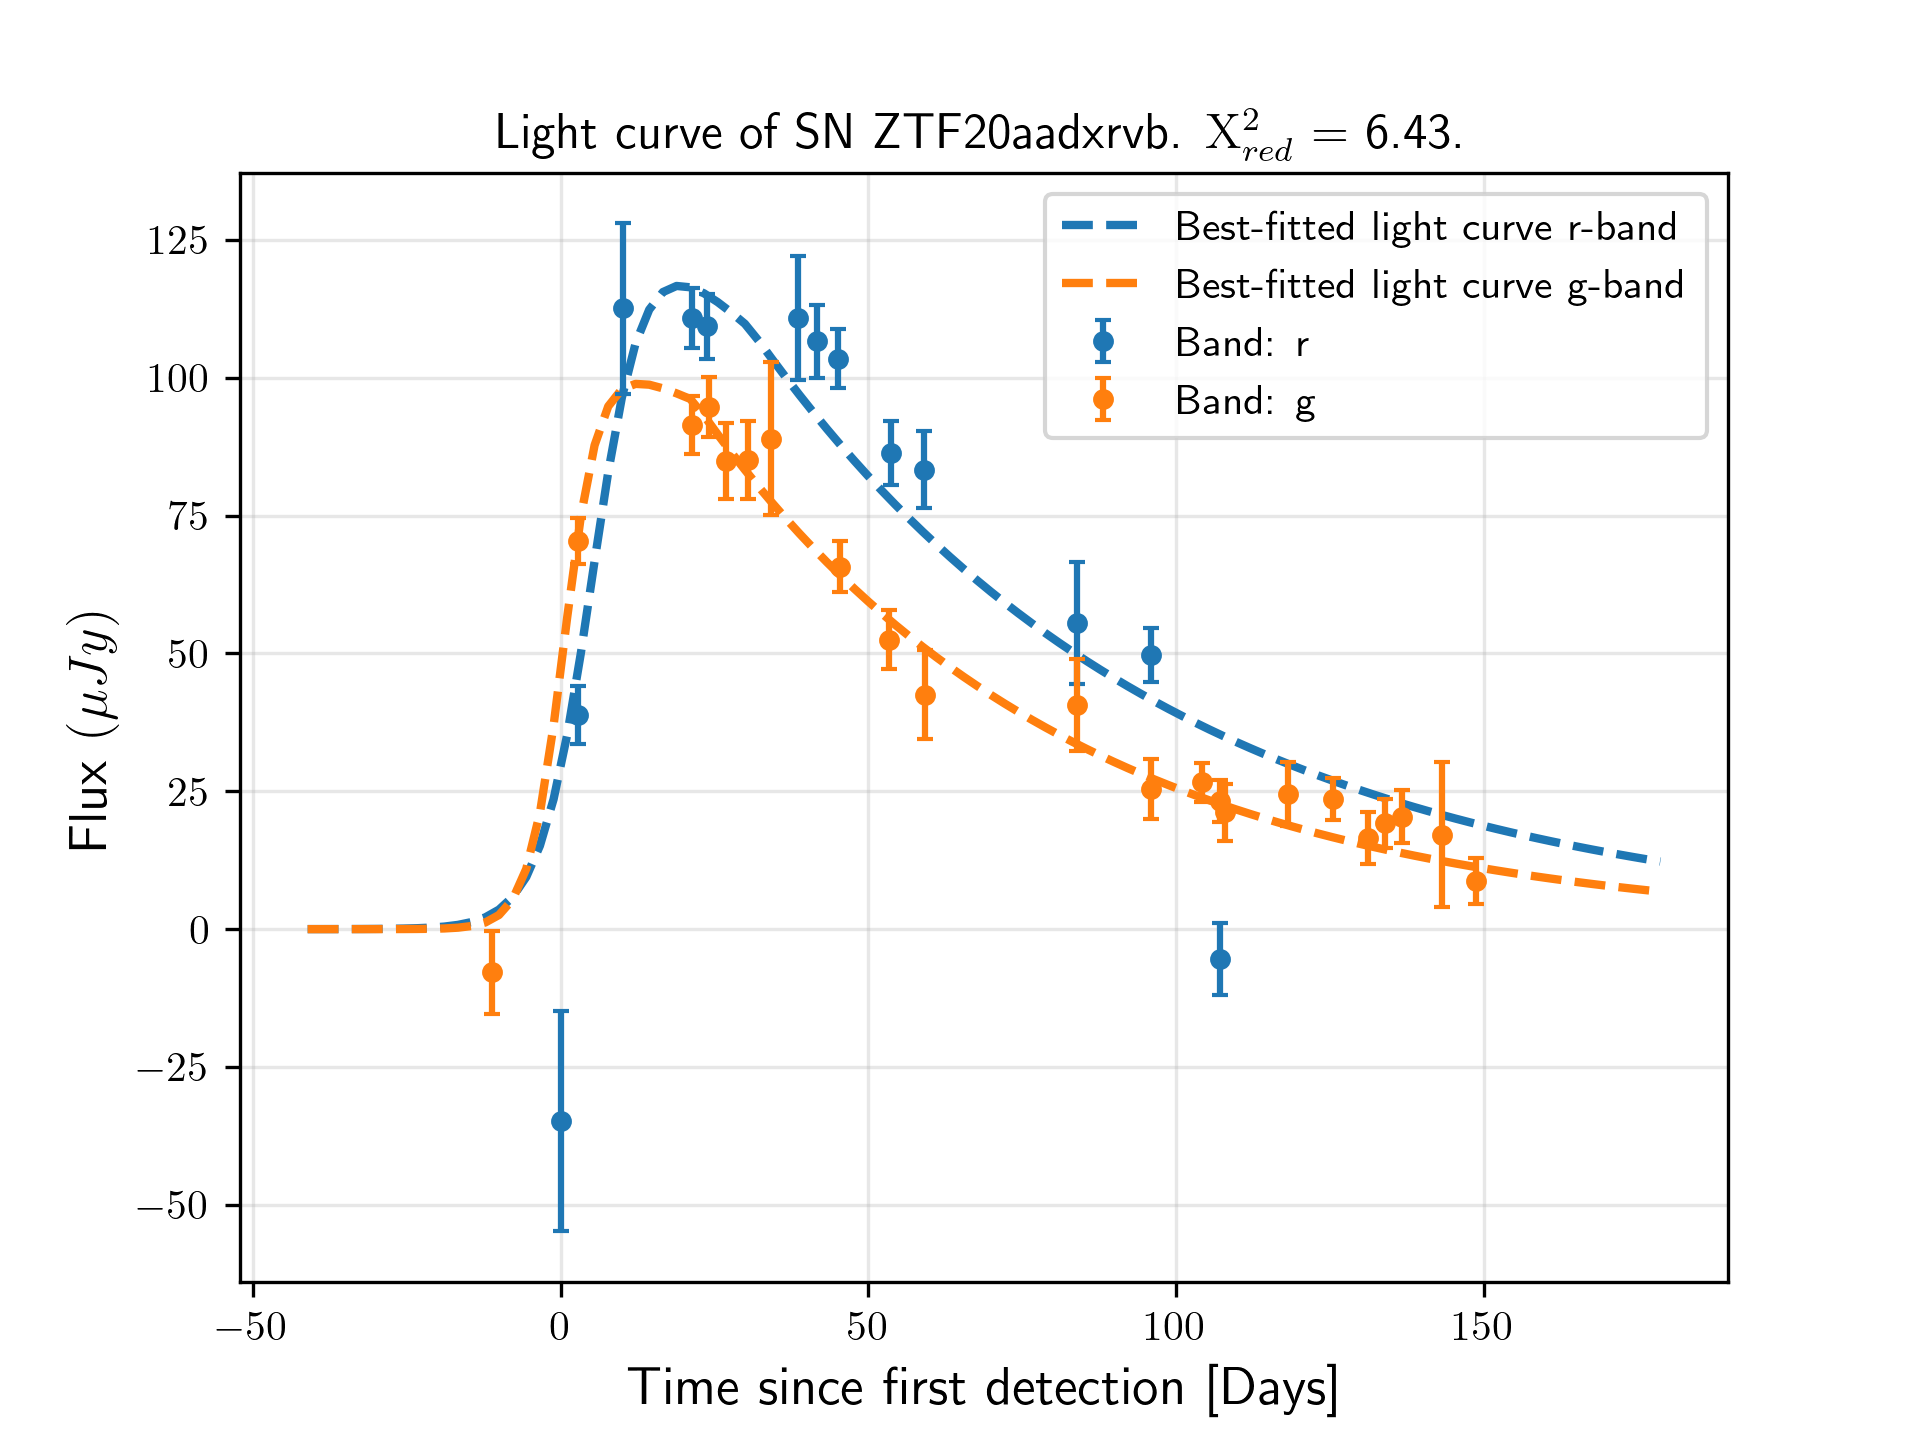 Light curve of SN ZTF20aadxrvb. X²_red = 6.43.
Best-fitted light curve r-band
Best-fitted light curve g-band
Band: r
Band: g
Flux (μJy)
125
100
75
50
25
0
−25
−50
−50 0 50 100 150
Time since first detection [Days]